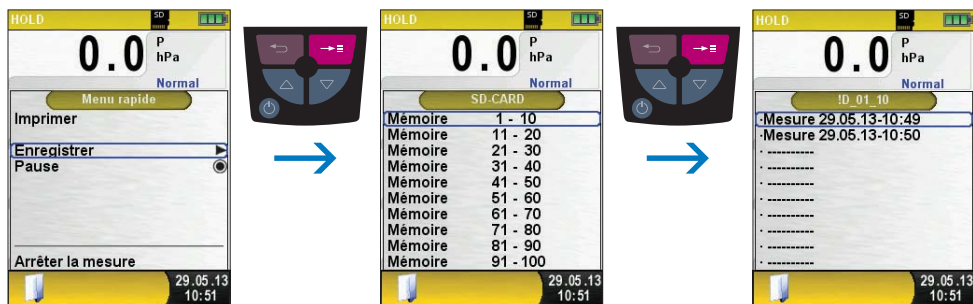 HOLD SD
0.0 P hPa
Normal
Menu rapide
Imprimer
Enregistrer
Pause
Arrêter la mesure
29.05.13
10:51
HOLD SD
0.0 P hPa
Normal
SD-CARD
Mémoire 1 - 10
Mémoire 11 - 20
Mémoire 21 - 30
Mémoire 31 - 40
Mémoire 41 - 50
Mémoire 51 - 60
Mémoire 61 - 70
Mémoire 71 - 80
Mémoire 81 - 90
Mémoire 91 - 100
29.05.13
10:51
HOLD SD
0.0 P hPa
Normal
!D_01_10
·Mesure 29.05.13-10:49
·Mesure 29.05.13-10:50
· ----------
· ----------
· ----------
· ----------
· ----------
· ----------
· ----------
· ----------
29.05.13
10:51